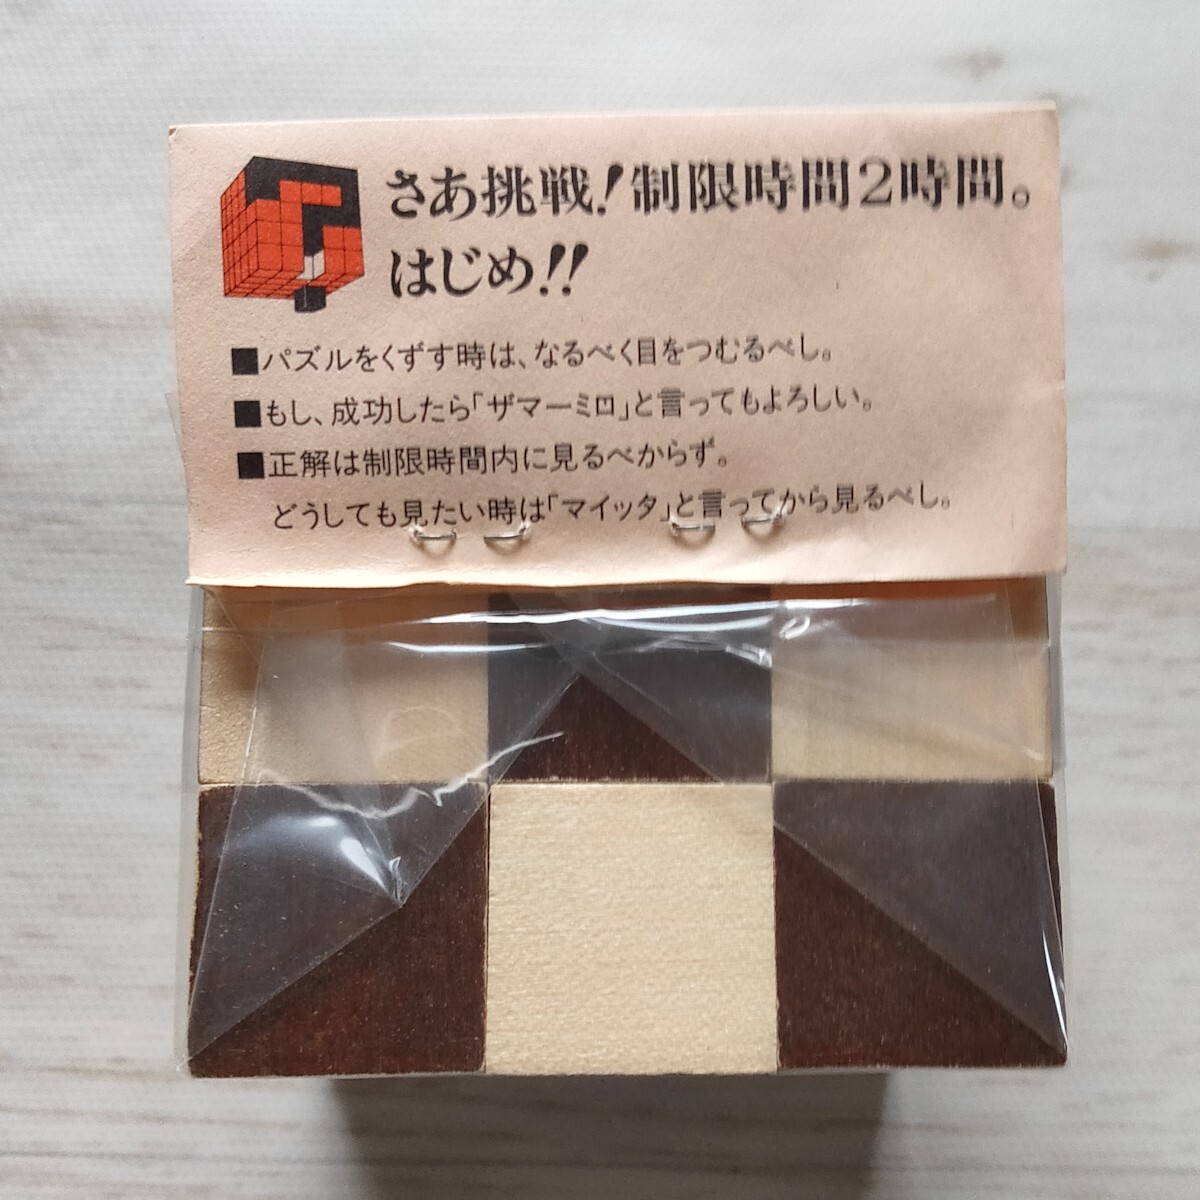 さあ挑戦!制限時間2時間。
はじめ!!
■パズルをくずす時は、なるべく目をつむるべし。
■もし、成功したら「ザマーミロ」と言ってもよろしい。
■正解は制限時間内に見るべからず。
どうしても見たい時は「マイッタ」と言ってから見るべし。